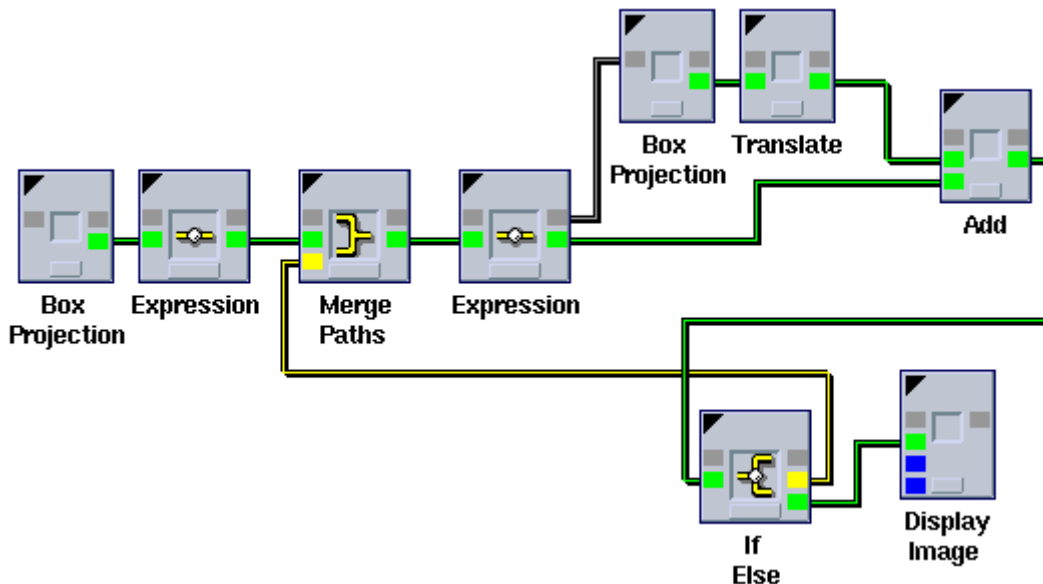 Box
Projection
Translate
Add
Box
Projection
Expression
Merge
Paths
Expression
If
Else
Display
Image